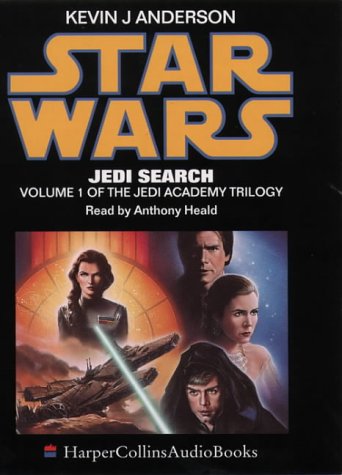 KEVIN J ANDERSON
STAR
WARS
JEDI SEARCH
VOLUME 1 OF THE JEDI ACADEMY TRILOGY
Read by Anthony Heald
HarperCollinsAudioBooks